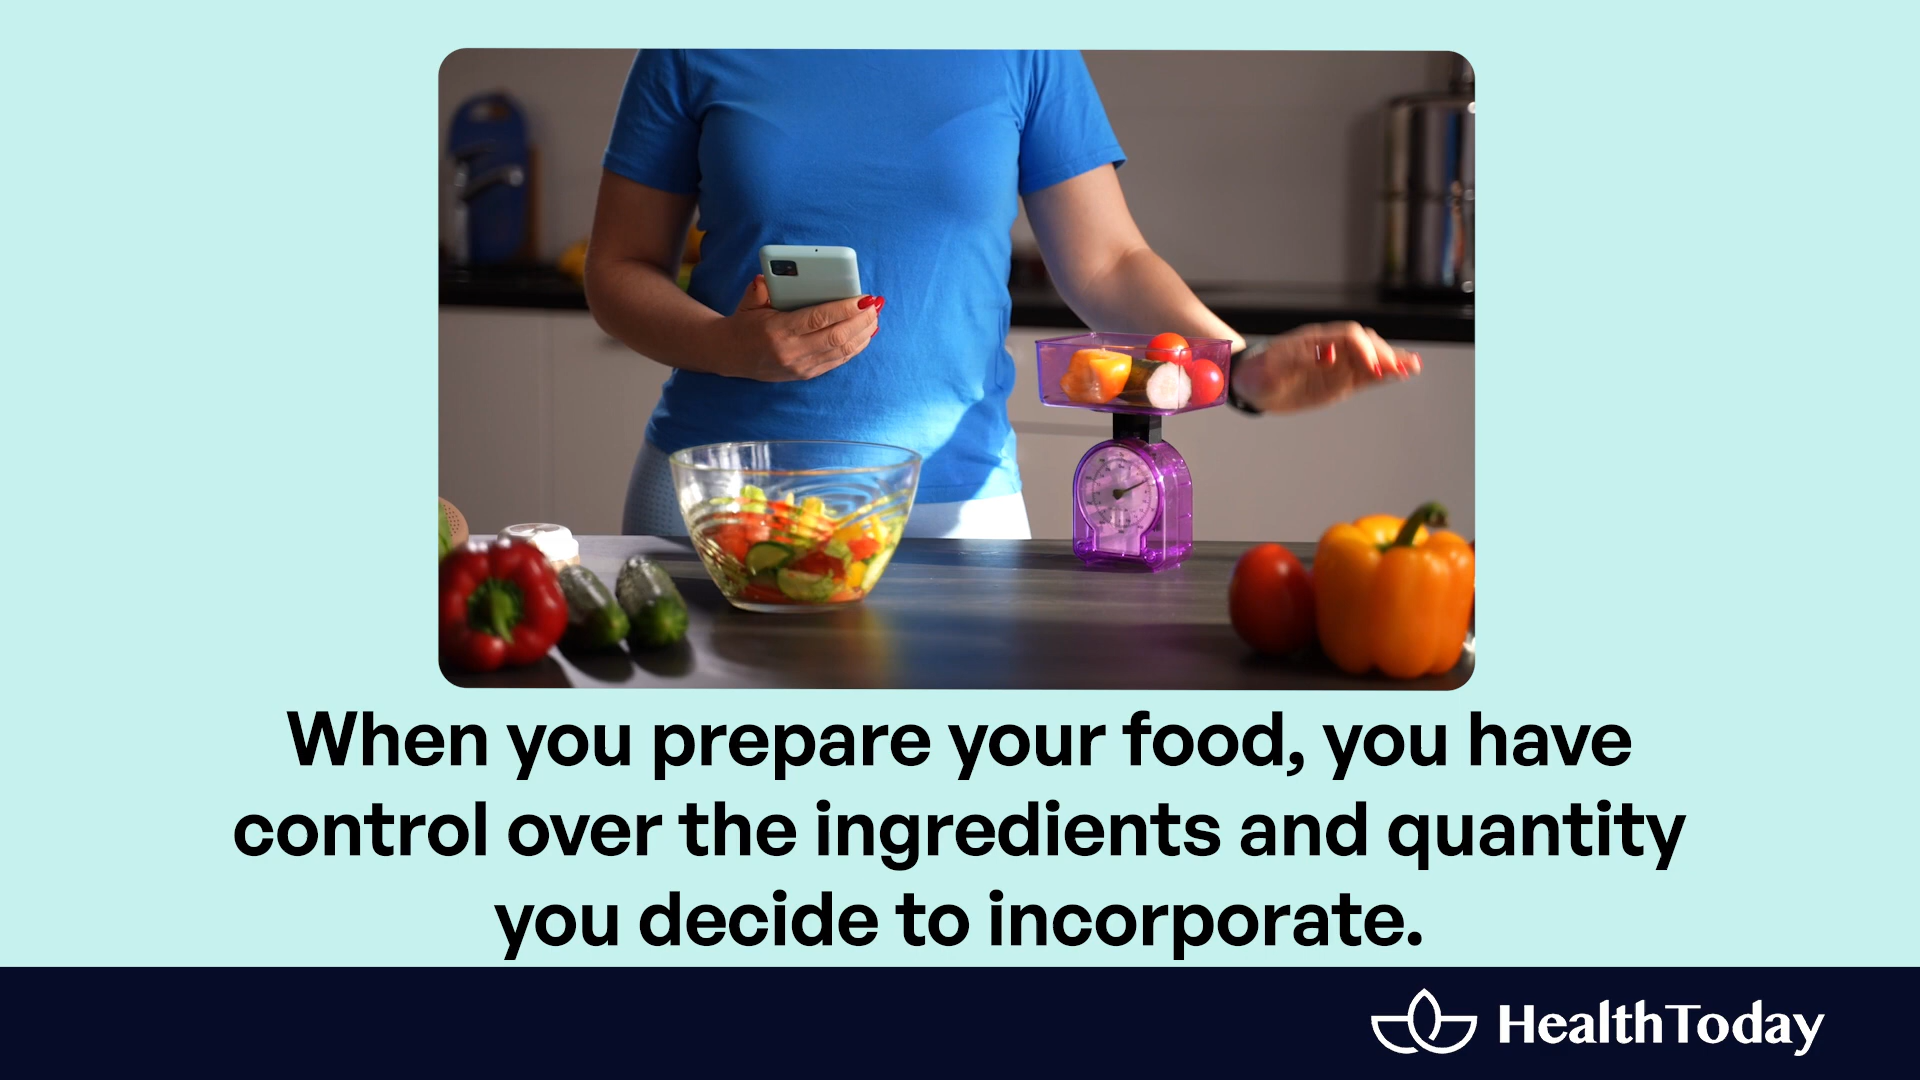 When you prepare your food, you have
control over the ingredients and quantity
you decide to incorporate.
HealthToday